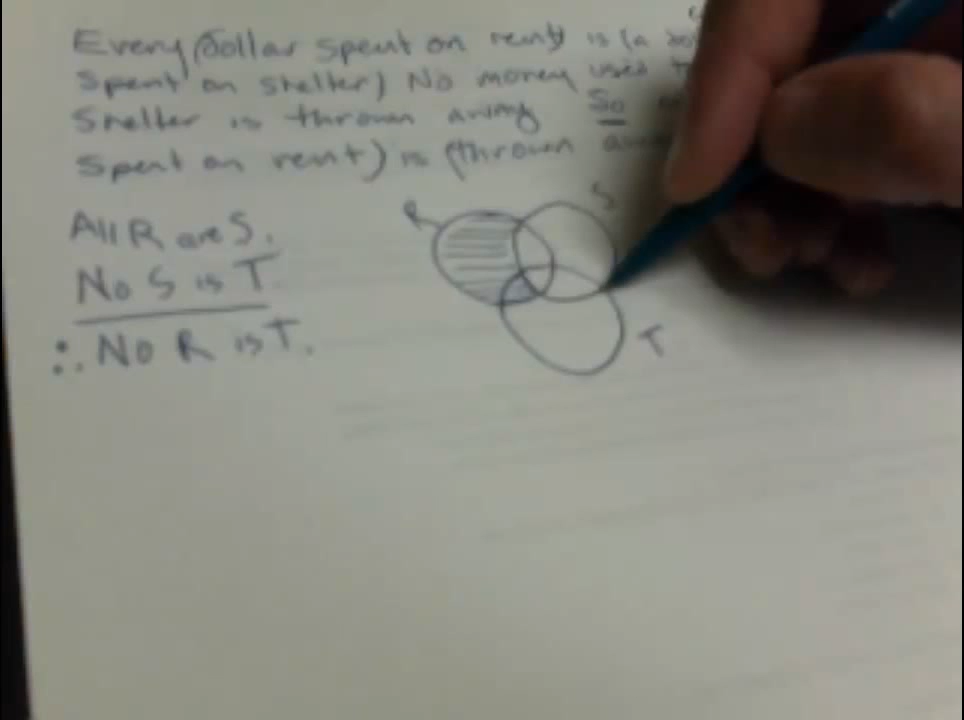 Every (Dollar spent on rent) is (a
spent on shelter) No money used
shelter is thrown away So
spent on rent) is (thrown
All R are S.
No S is T
∴ No R is T.
R
S
T